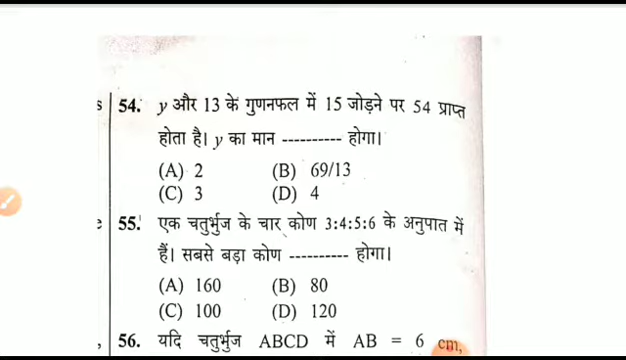 s 54. y और 13 के गुणनफल में 15 जोड़ने पर 54 प्राप्त
होता है। y का मान ---------- होगा।
(A) 2 (B) 69/13
(C) 3 (D) 4
55. एक चतुर्भुज के चार कोण 3:4:5:6 के अनुपात में
हैं। सबसे बड़ा कोण ---------- होगा।
(A) 160 (B) 80
(C) 100 (D) 120
, 56. यदि चतुर्भुज ABCD में AB = 6 cm,